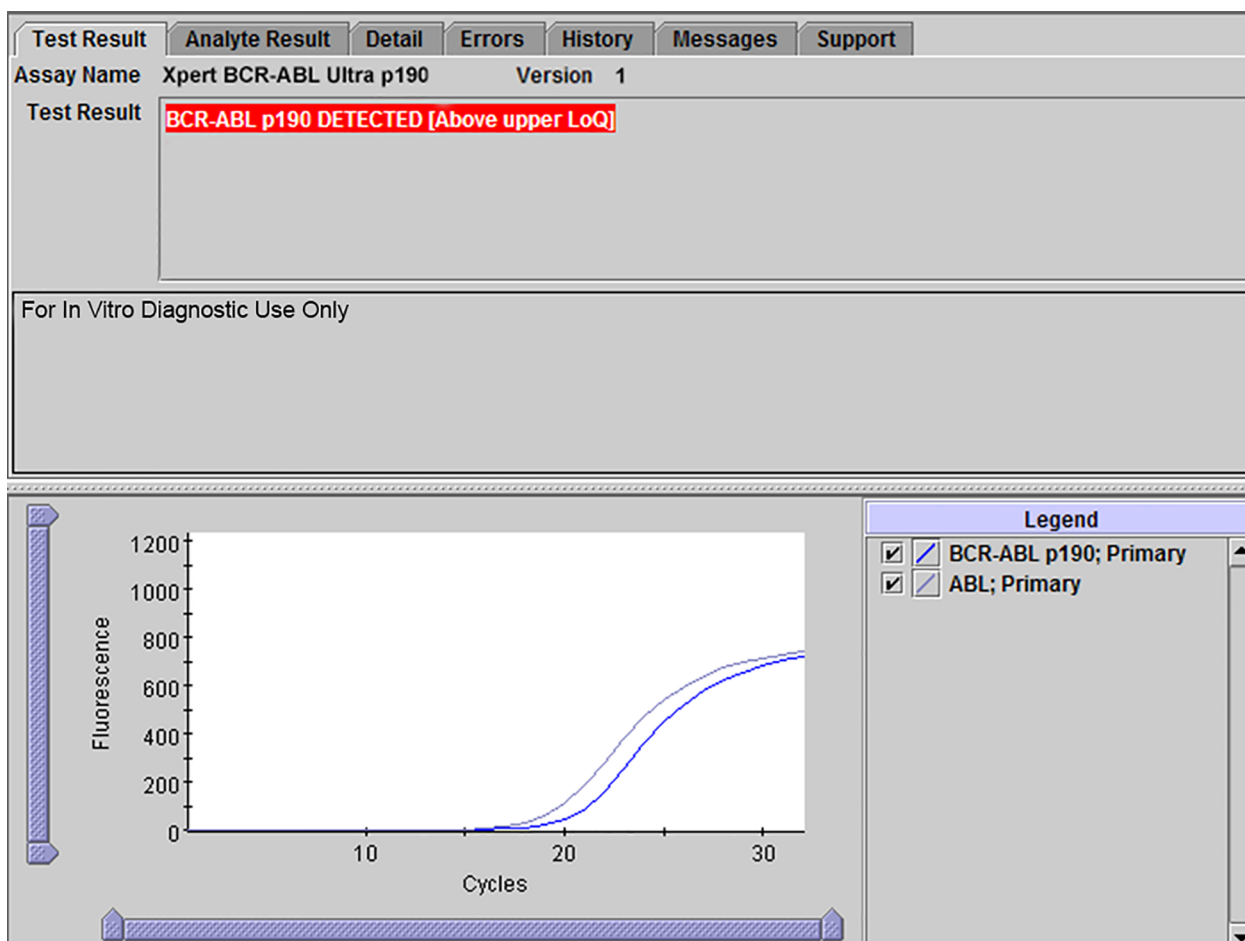 Test Result Analyte Result Detail Errors History Messages Support
Assay Name Xpert BCR-ABL Ultra p190 Version 1
Test Result BCR-ABL p190 DETECTED [Above upper LoQ]
For In Vitro Diagnostic Use Only
Legend
BCR-ABL p190; Primary
ABL; Primary
1200
1000
800
600
400
200
0
Fluorescence
10 20 30
Cycles